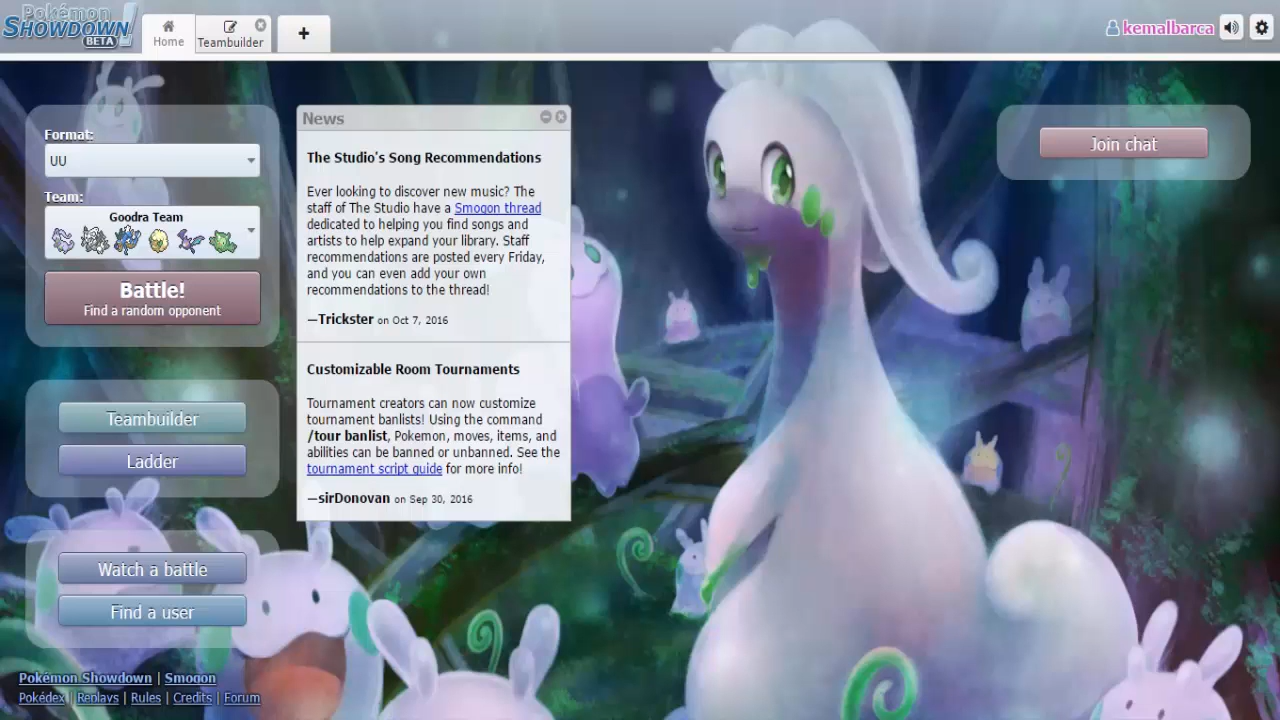 Pokémon
SHOWDOWN!
BETA
Home
Teambuilder
+
kemalbarca
Format:
UU
Team:
Goodra Team
Battle!
Find a random opponent
Teambuilder
Ladder
Watch a battle
Find a user
Pokémon Showdown | Smogon
Pokédex | Replays | Rules | Credits | Forum
News
The Studio's Song Recommendations
Ever looking to discover new music? The
staff of The Studio have a Smogon thread
dedicated to helping you find songs and
artists to help expand your library. Staff
recommendations are posted every Friday,
and you can even add your own
recommendations to the thread!
—Trickster on Oct 7, 2016
Customizable Room Tournaments
Tournament creators can now customize
tournament banlists! Using the command
/tour banlist, Pokemon, moves, items, and
abilities can be banned or unbanned. See the
tournament script guide for more info!
—sirDonovan on Sep 30, 2016
Join chat